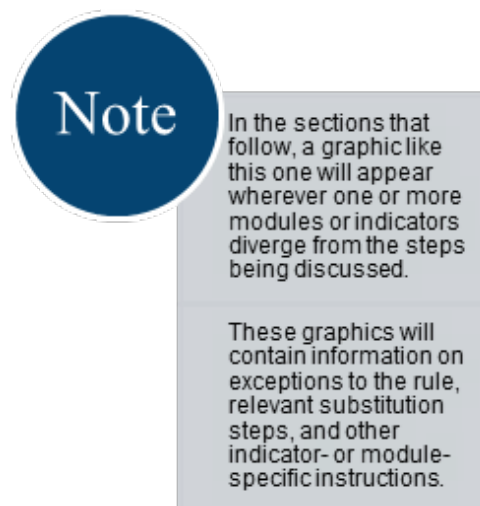 Note
In the sections that
follow, a graphic like
this one will appear
wherever one or more
modules or indicators
diverge from the steps
being discussed.
These graphics will
contain information on
exceptions to the rule,
relevant substitution
steps, and other
indicator- or module-
specific instructions.